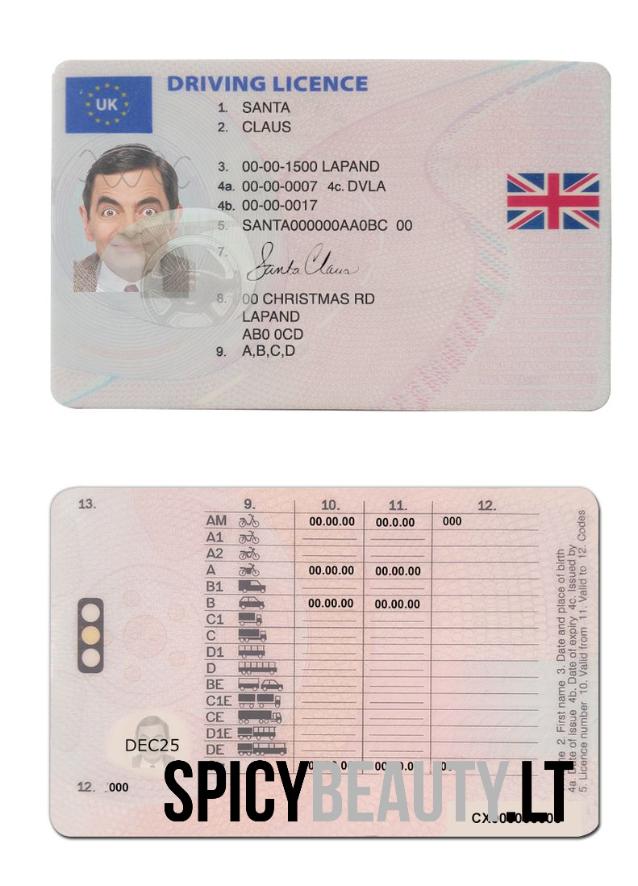 UK
DRIVING LICENCE
1. SANTA
2. CLAUS
3. 00-00-1500 LAPAND
4a. 00-00-0007 4c. DVLA
4b. 00-00-0017
5. SANTA000000AA0BC 00
7. Santa Claus
8. 00 CHRISTMAS RD
LAPAND
AB0 0CD
9. A,B,C,D
13. 9. 10. 11. 12.
AM 00.00.00 00.0.00 000
A1
A2
A 00.00.00 00.00.00
B1
B 00.00.00 00.00.00
C1
C
D1
D
BE
C1E
CE
D1E
DE
DEC25
12. .000
SPICYBEAUTY.LT
2. First name 3. Date and place of birth
4a. Date of issue 4b. Date of expiry 4c. Issued by
5. Licence number 10. Valid from 11. Valid to 12. Codes